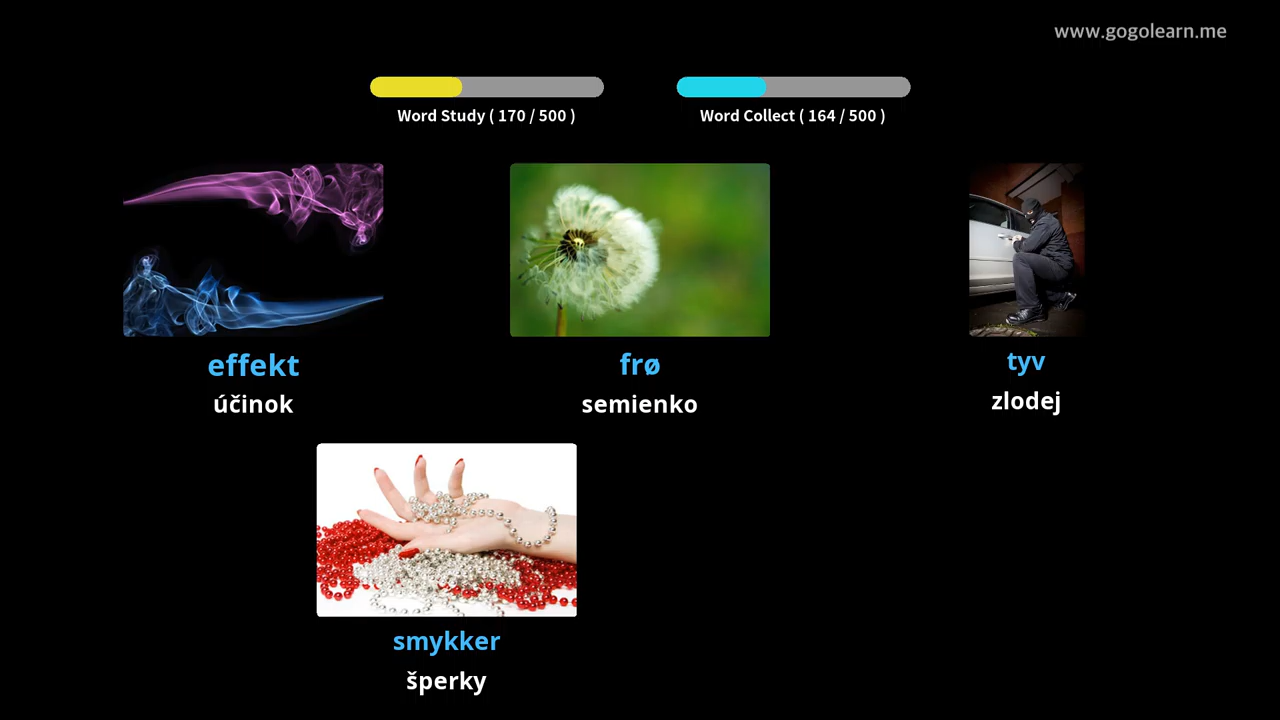 www.gogolearn.me
Word Study ( 170 / 500 )
Word Collect ( 164 / 500 )
effekt
účinok
frø
semienko
tyv
zlodej
smykker
šperky